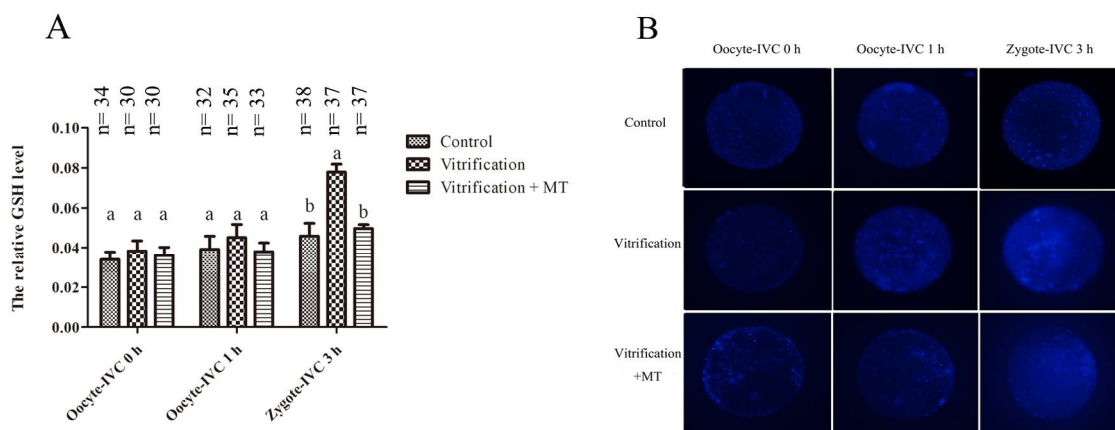 A
n= 34
n= 30
n= 30
n= 32
n= 35
n= 33
n= 38
n= 37
n= 37
The relative GSH level
0.10
0.08
0.06
0.04
0.02
0.00
a
a
a
a
a
a
b
a
b
Oocyte-IVC 0 h
Oocyte-IVC 1 h
Zygote-IVC 3 h
Control
Vitrification
Vitrification + MT
B
Oocyte-IVC 0 h
Oocyte-IVC 1 h
Zygote-IVC 3 h
Control
Vitrification
Vitrification
+MT